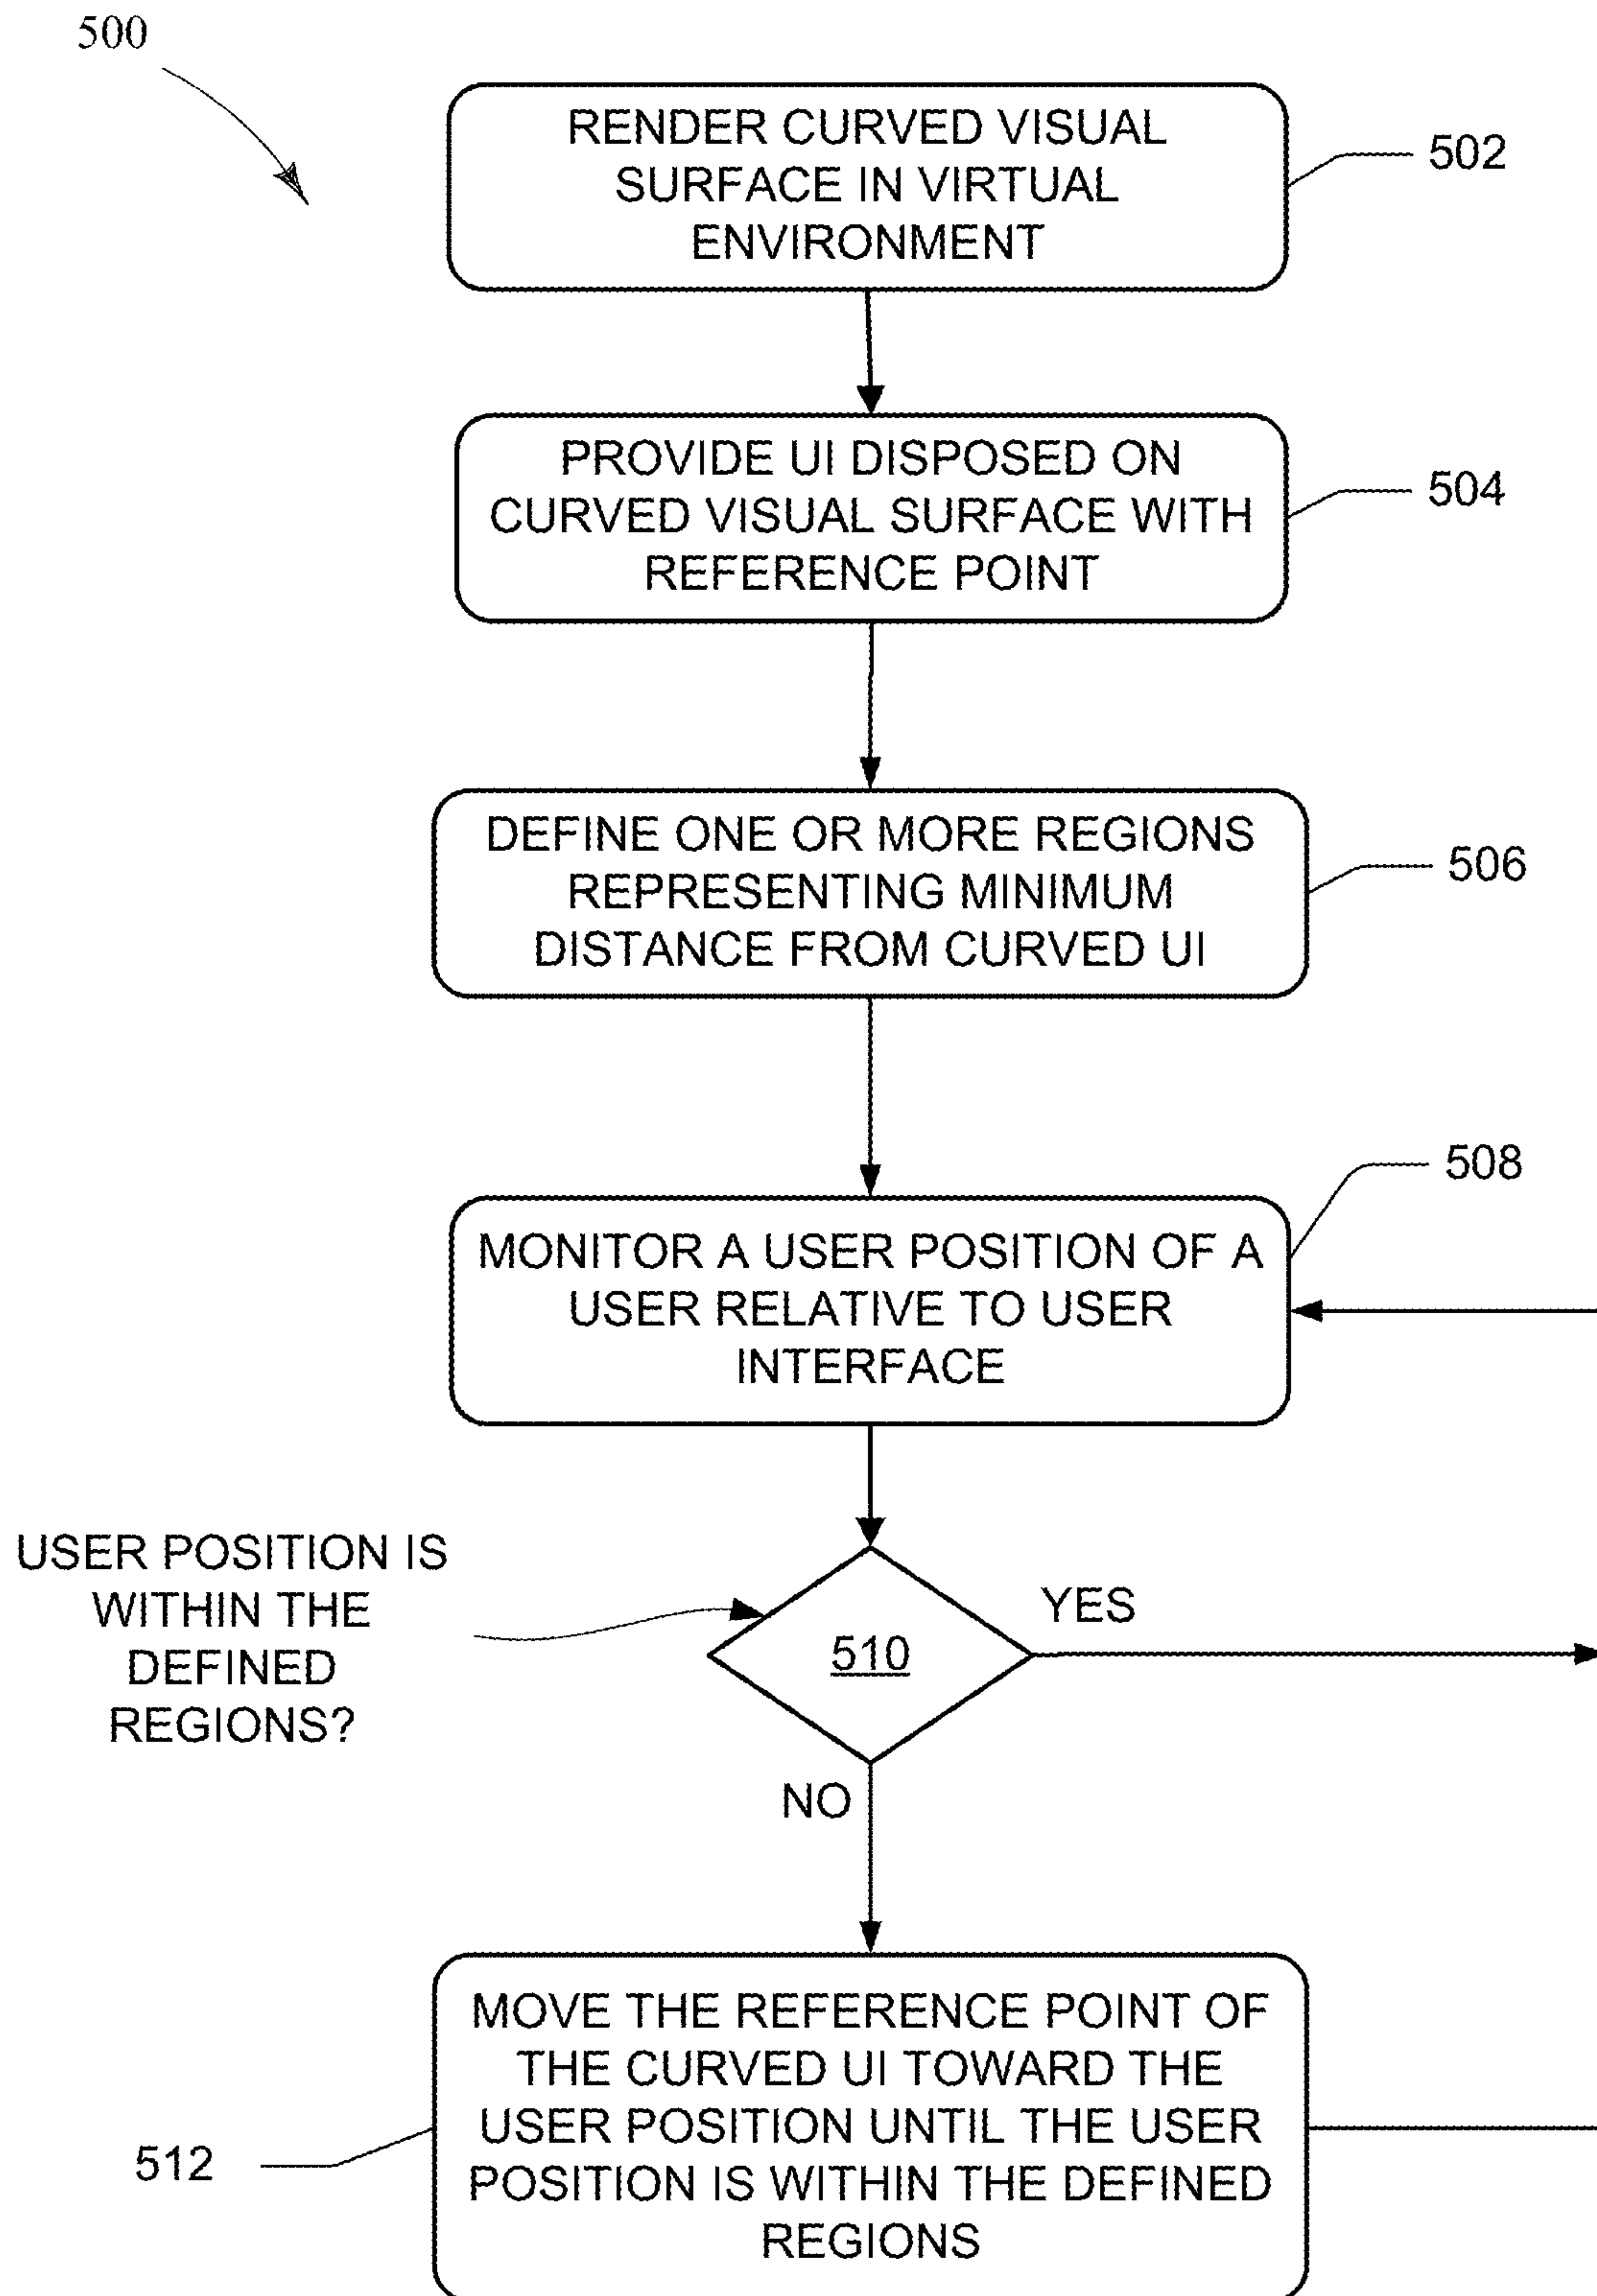 500
RENDER CURVED VISUAL
SURFACE IN VIRTUAL
ENVIRONMENT
502
PROVIDE UI DISPOSED ON
CURVED VISUAL SURFACE WITH
REFERENCE POINT
504
DEFINE ONE OR MORE REGIONS
REPRESENTING MINIMUM
DISTANCE FROM CURVED UI
506
508
MONITOR A USER POSITION OF A
USER RELATIVE TO USER
INTERFACE
USER POSITION IS
WITHIN THE
DEFINED
REGIONS?
510
YES
NO
MOVE THE REFERENCE POINT OF
THE CURVED UI TOWARD THE
USER POSITION UNTIL THE USER
POSITION IS WITHIN THE DEFINED
REGIONS
512